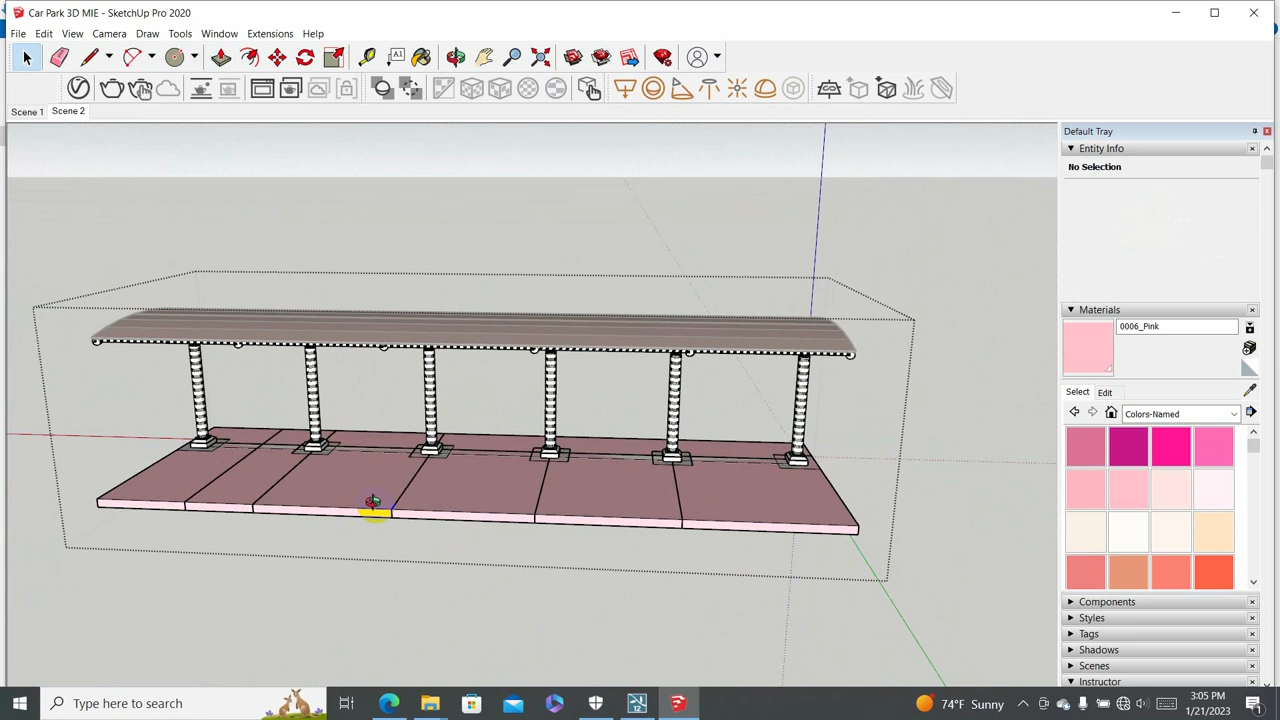 Car Park 3D MIE - SketchUp Pro 2020
File Edit View Camera Draw Tools Window Extensions Help
A1
Scene 1 Scene 2
Default Tray
Entity Info
No Selection
Materials
0006_Pink
Select Edit
Colors-Named
Components
Styles
Tags
Shadows
Scenes
Instructor
Type here to search
12
74°F Sunny
3:05 PM
1/21/2023